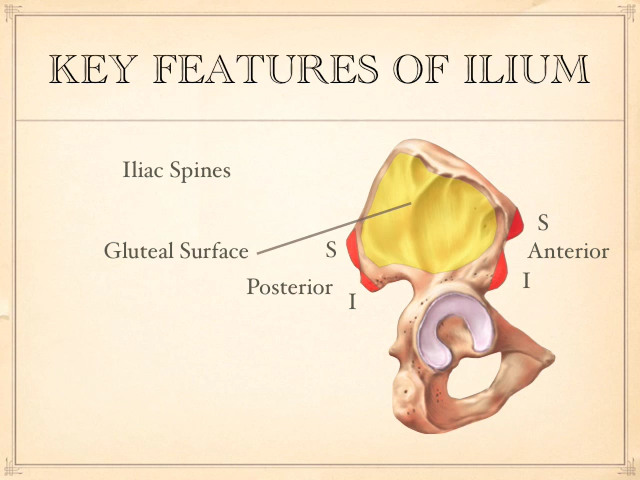 KEY FEATURES OF ILIUM
Iliac Spines
S
Gluteal Surface
S
Anterior
Posterior
I
I